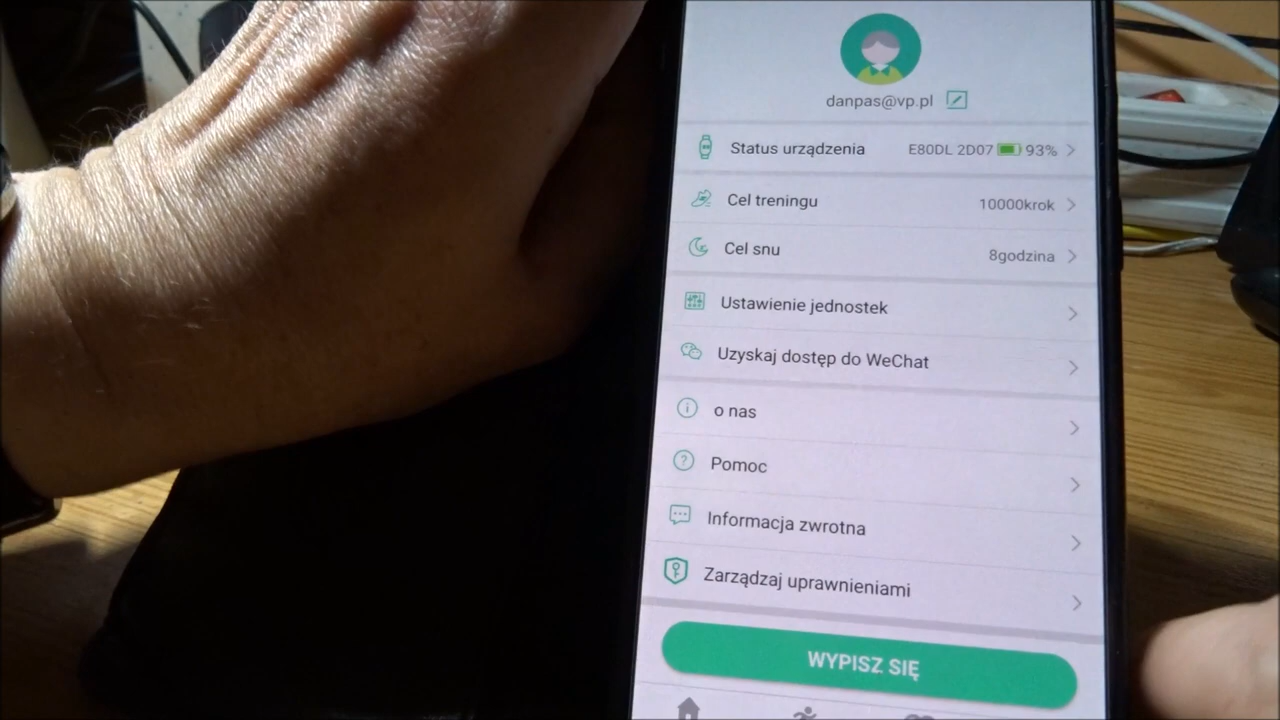 danpas@vp.pl
Status urządzenia E80DL 2D07 93%
Cel treningu 10000krok
Cel snu 8godzina
Ustawienie jednostek
Uzyskaj dostęp do WeChat
o nas
Pomoc
Informacja zwrotna
Zarządzaj uprawnieniami
WYPISZ SIĘ